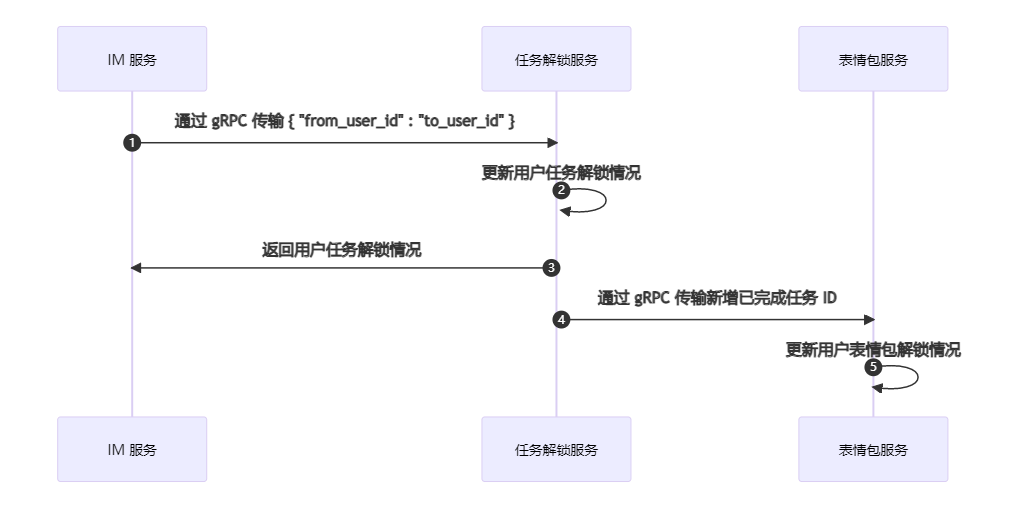 IM 服务
任务解锁服务
表情包服务
通过 gRPC 传输 { "from_user_id" : "to_user_id" }
1
更新用户任务解锁情况
2
返回用户任务解锁情况
3
通过 gRPC 传输新增已完成任务 ID
4
更新用户表情包解锁情况
5
IM 服务
任务解锁服务
表情包服务